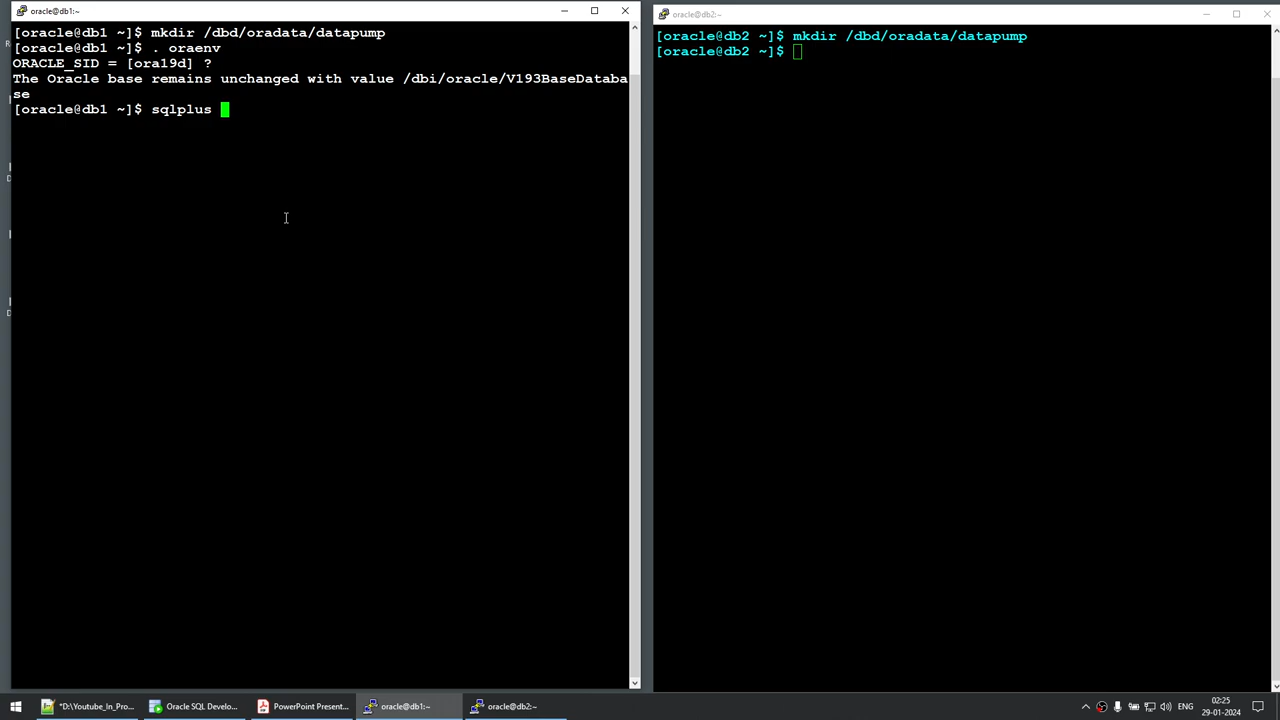 oracle@db1:~
[oracle@db1 ~]$ mkdir /dbd/oradata/datapump
[oracle@db1 ~]$ . oraenv
ORACLE_SID = [ora19d] ?
The Oracle base remains unchanged with value /dbi/oracle/V193BaseDataba
se
[oracle@db1 ~]$ sqlplus
oracle@db2:~
[oracle@db2 ~]$ mkdir /dbd/oradata/datapump
[oracle@db2 ~]$
*"D:\Youtube_In_Pro...
Oracle SQL Develo...
PowerPoint Present...
oracle@db1:~
oracle@db2:~
ENG
02:25
29-01-2024